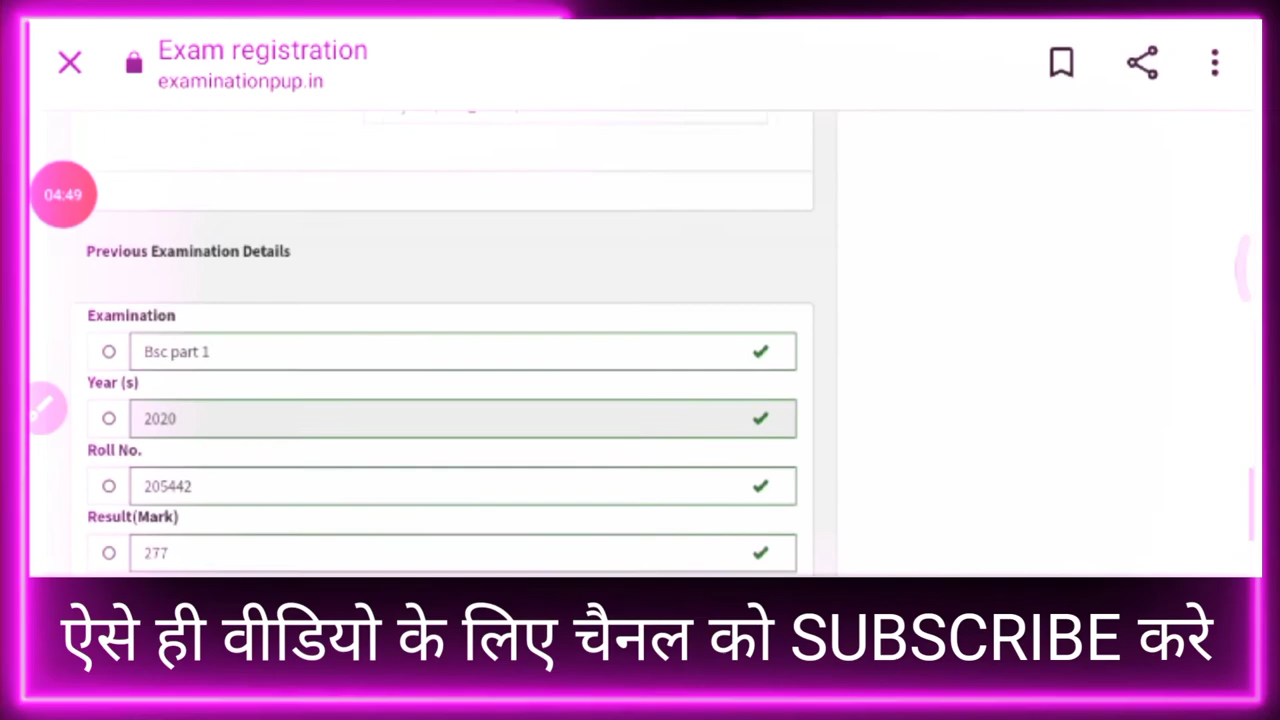 Exam registration
examinationpup.in
04:49
Previous Examination Details
Examination
Bsc part 1
Year (s)
2020
Roll No.
205442
Result(Mark)
277
ऐसे ही वीडियो के लिए चैनल को SUBSCRIBE करे